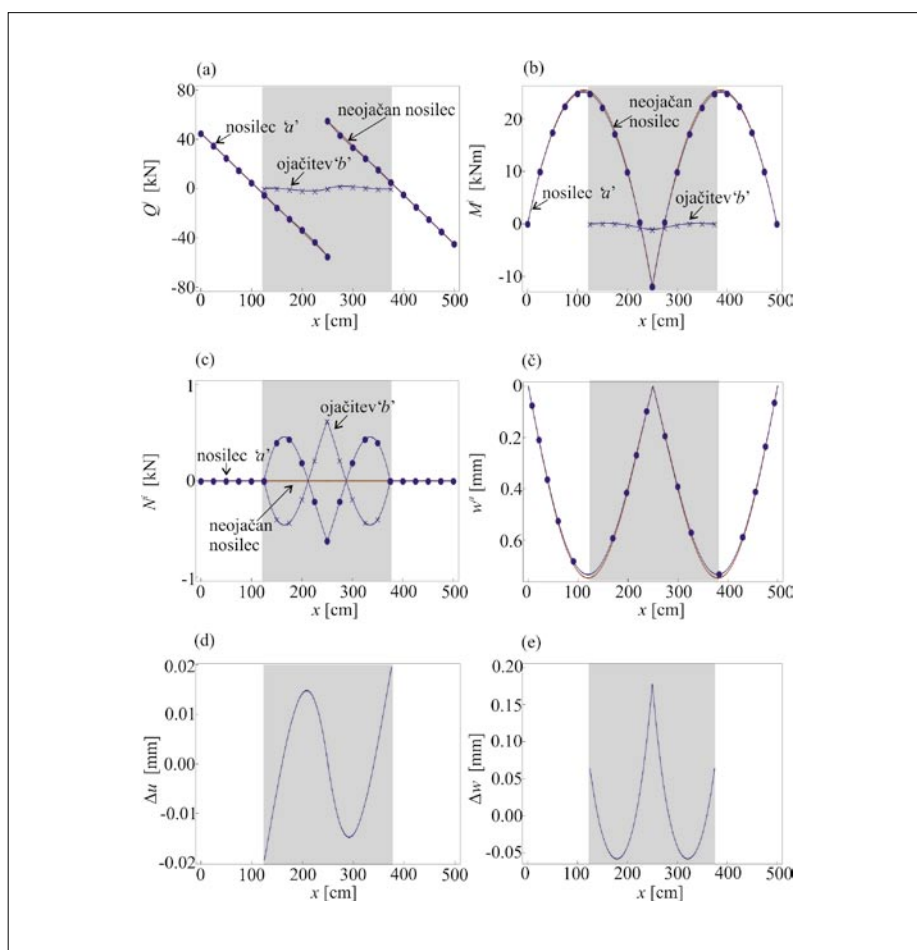 (a)
80
40
0
-40
-80
Qⁱ [kN]
nosilec ‘a’
neojačan nosilec
ojačitev‘b’
0 100 200 300 400 500
x [cm]
(b)
20
10
0
-10
Mⁱ [kNm]
neojačan
nosilec
nosilec ‘a’
ojačitev‘b’
0 100 200 300 400 500
x [cm]
(c)
1
0
-1
Nⁱ [kN]
ojačitev‘b’
nosilec ‘a’
neojačan
nosilec
0 100 200 300 400 500
x [cm]
(č)
0
0.2
0.4
0.6
wᵃ [mm]
0 100 200 300 400 500
x [cm]
(d)
0.02
0.01
0.00
-0.01
-0.02
Δu [mm]
0 100 200 300 400 500
x [cm]
(e)
0.20
0.15
0.10
0.05
0.00
-0.05
Δw [mm]
0 100 200 300 400 500
x [cm]